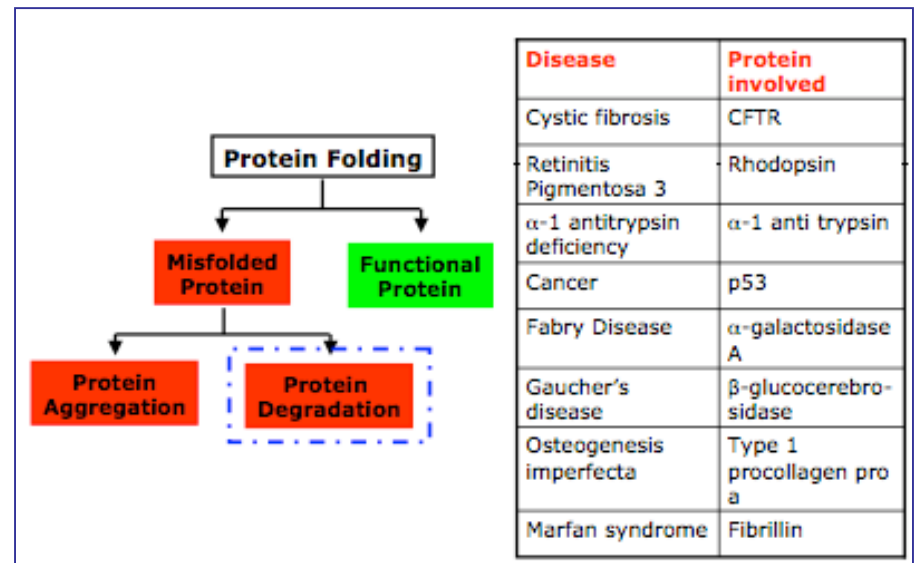 Protein Folding
Misfolded
Protein
Functional
Protein
Protein
Aggregation
Protein
Degradation
Disease
Protein
involved
Cystic fibrosis
CFTR
Retinitis
Pigmentosa 3
Rhodopsin
α-1 antitrypsin
deficiency
α-1 anti trypsin
Cancer
p53
Fabry Disease
α-galactosidase
A
Gaucher's
disease
β-glucocerebro-
sidase
Osteogenesis
imperfecta
Type 1
procollagen pro
a
Marfan syndrome
Fibrillin